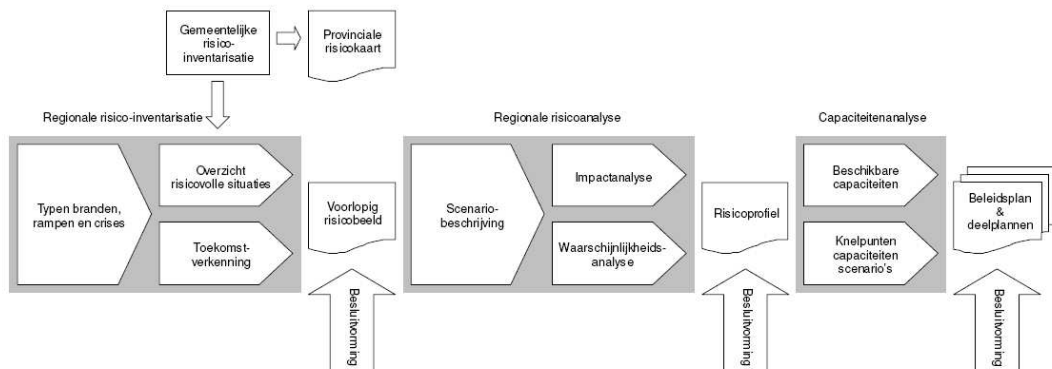 Gemeentelijke
risico-
inventarisatie
Provinciale
risicokaart
Regionale risico-inventarisatie
Regionale risicoanalyse
Capaciteitenanalyse
Typen branden,
rampen en crises
Overzicht
risicovolle situaties
Toekomst-
verkenning
Voorlopig
risicobeeld
Scenario-
beschrijving
Impactanalyse
Waarschijnlijkheids-
analyse
Risicoprofiel
Beschikbare
capaciteiten
Knelpunten
capaciteiten
scenario's
Beleidsplan
&
deelplannen
Besluitvorming
Besluitvorming
Besluitvorming